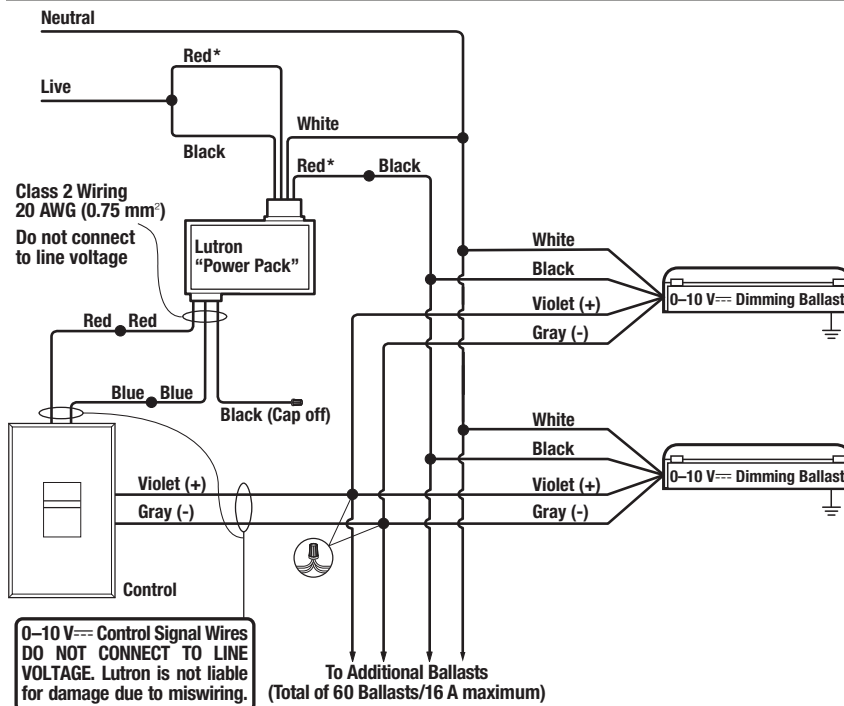 Neutral
Red*
Live
White
Black
Red*
Black
Class 2 Wiring
20 AWG (0.75 mm²)
Do not connect
to line voltage
Lutron
“Power Pack”
White
Black
0–10 V⎓ Dimming Ballast
Violet (+)
Gray (-)
Red
Red
Blue
Blue
Black (Cap off)
White
Black
0–10 V⎓ Dimming Ballast
Violet (+)
Violet (+)
Gray (-)
Gray (-)
Control
0–10 V⎓ Control Signal Wires
DO NOT CONNECT TO LINE
VOLTAGE. Lutron is not liable
for damage due to miswiring.
To Additional Ballasts
(Total of 60 Ballasts/16 A maximum)